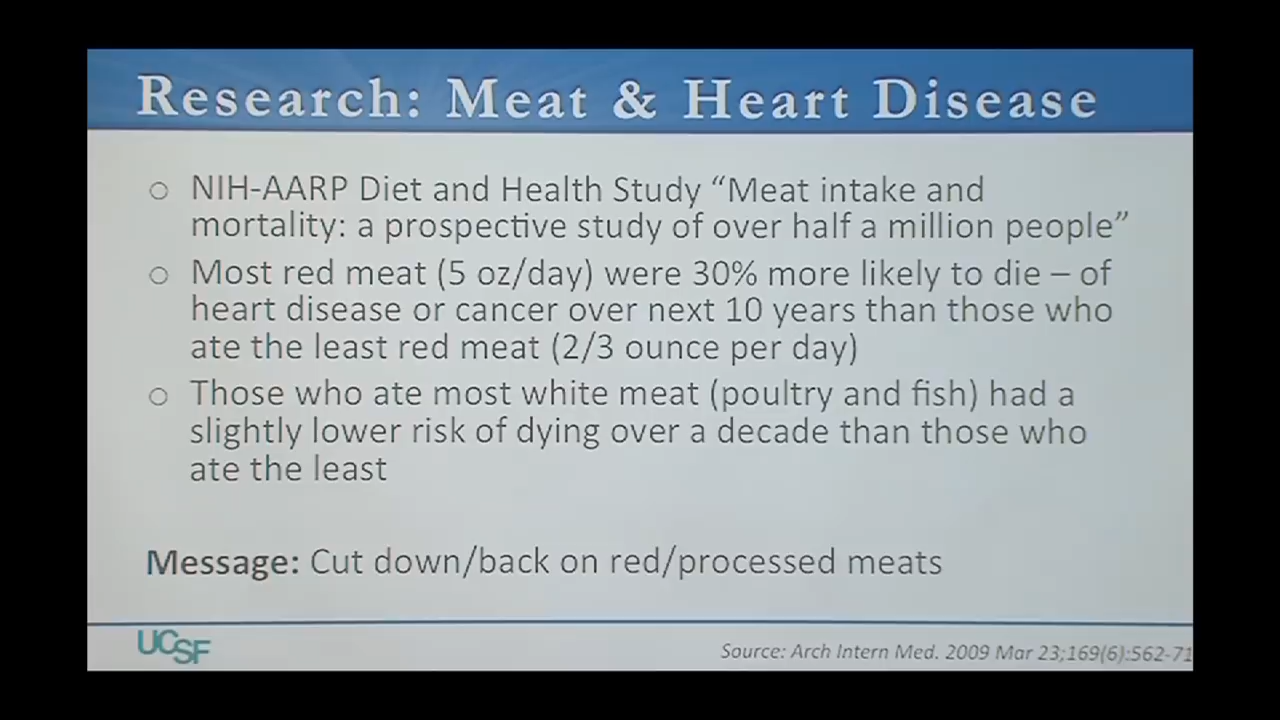 Research: Meat & Heart Disease
○ NIH-AARP Diet and Health Study “Meat intake and
mortality: a prospective study of over half a million people”
○ Most red meat (5 oz/day) were 30% more likely to die – of
heart disease or cancer over next 10 years than those who
ate the least red meat (2/3 ounce per day)
○ Those who ate most white meat (poultry and fish) had a
slightly lower risk of dying over a decade than those who
ate the least
Message: Cut down/back on red/processed meats
UCSF
Source: Arch Intern Med. 2009 Mar 23;169(6):562-71